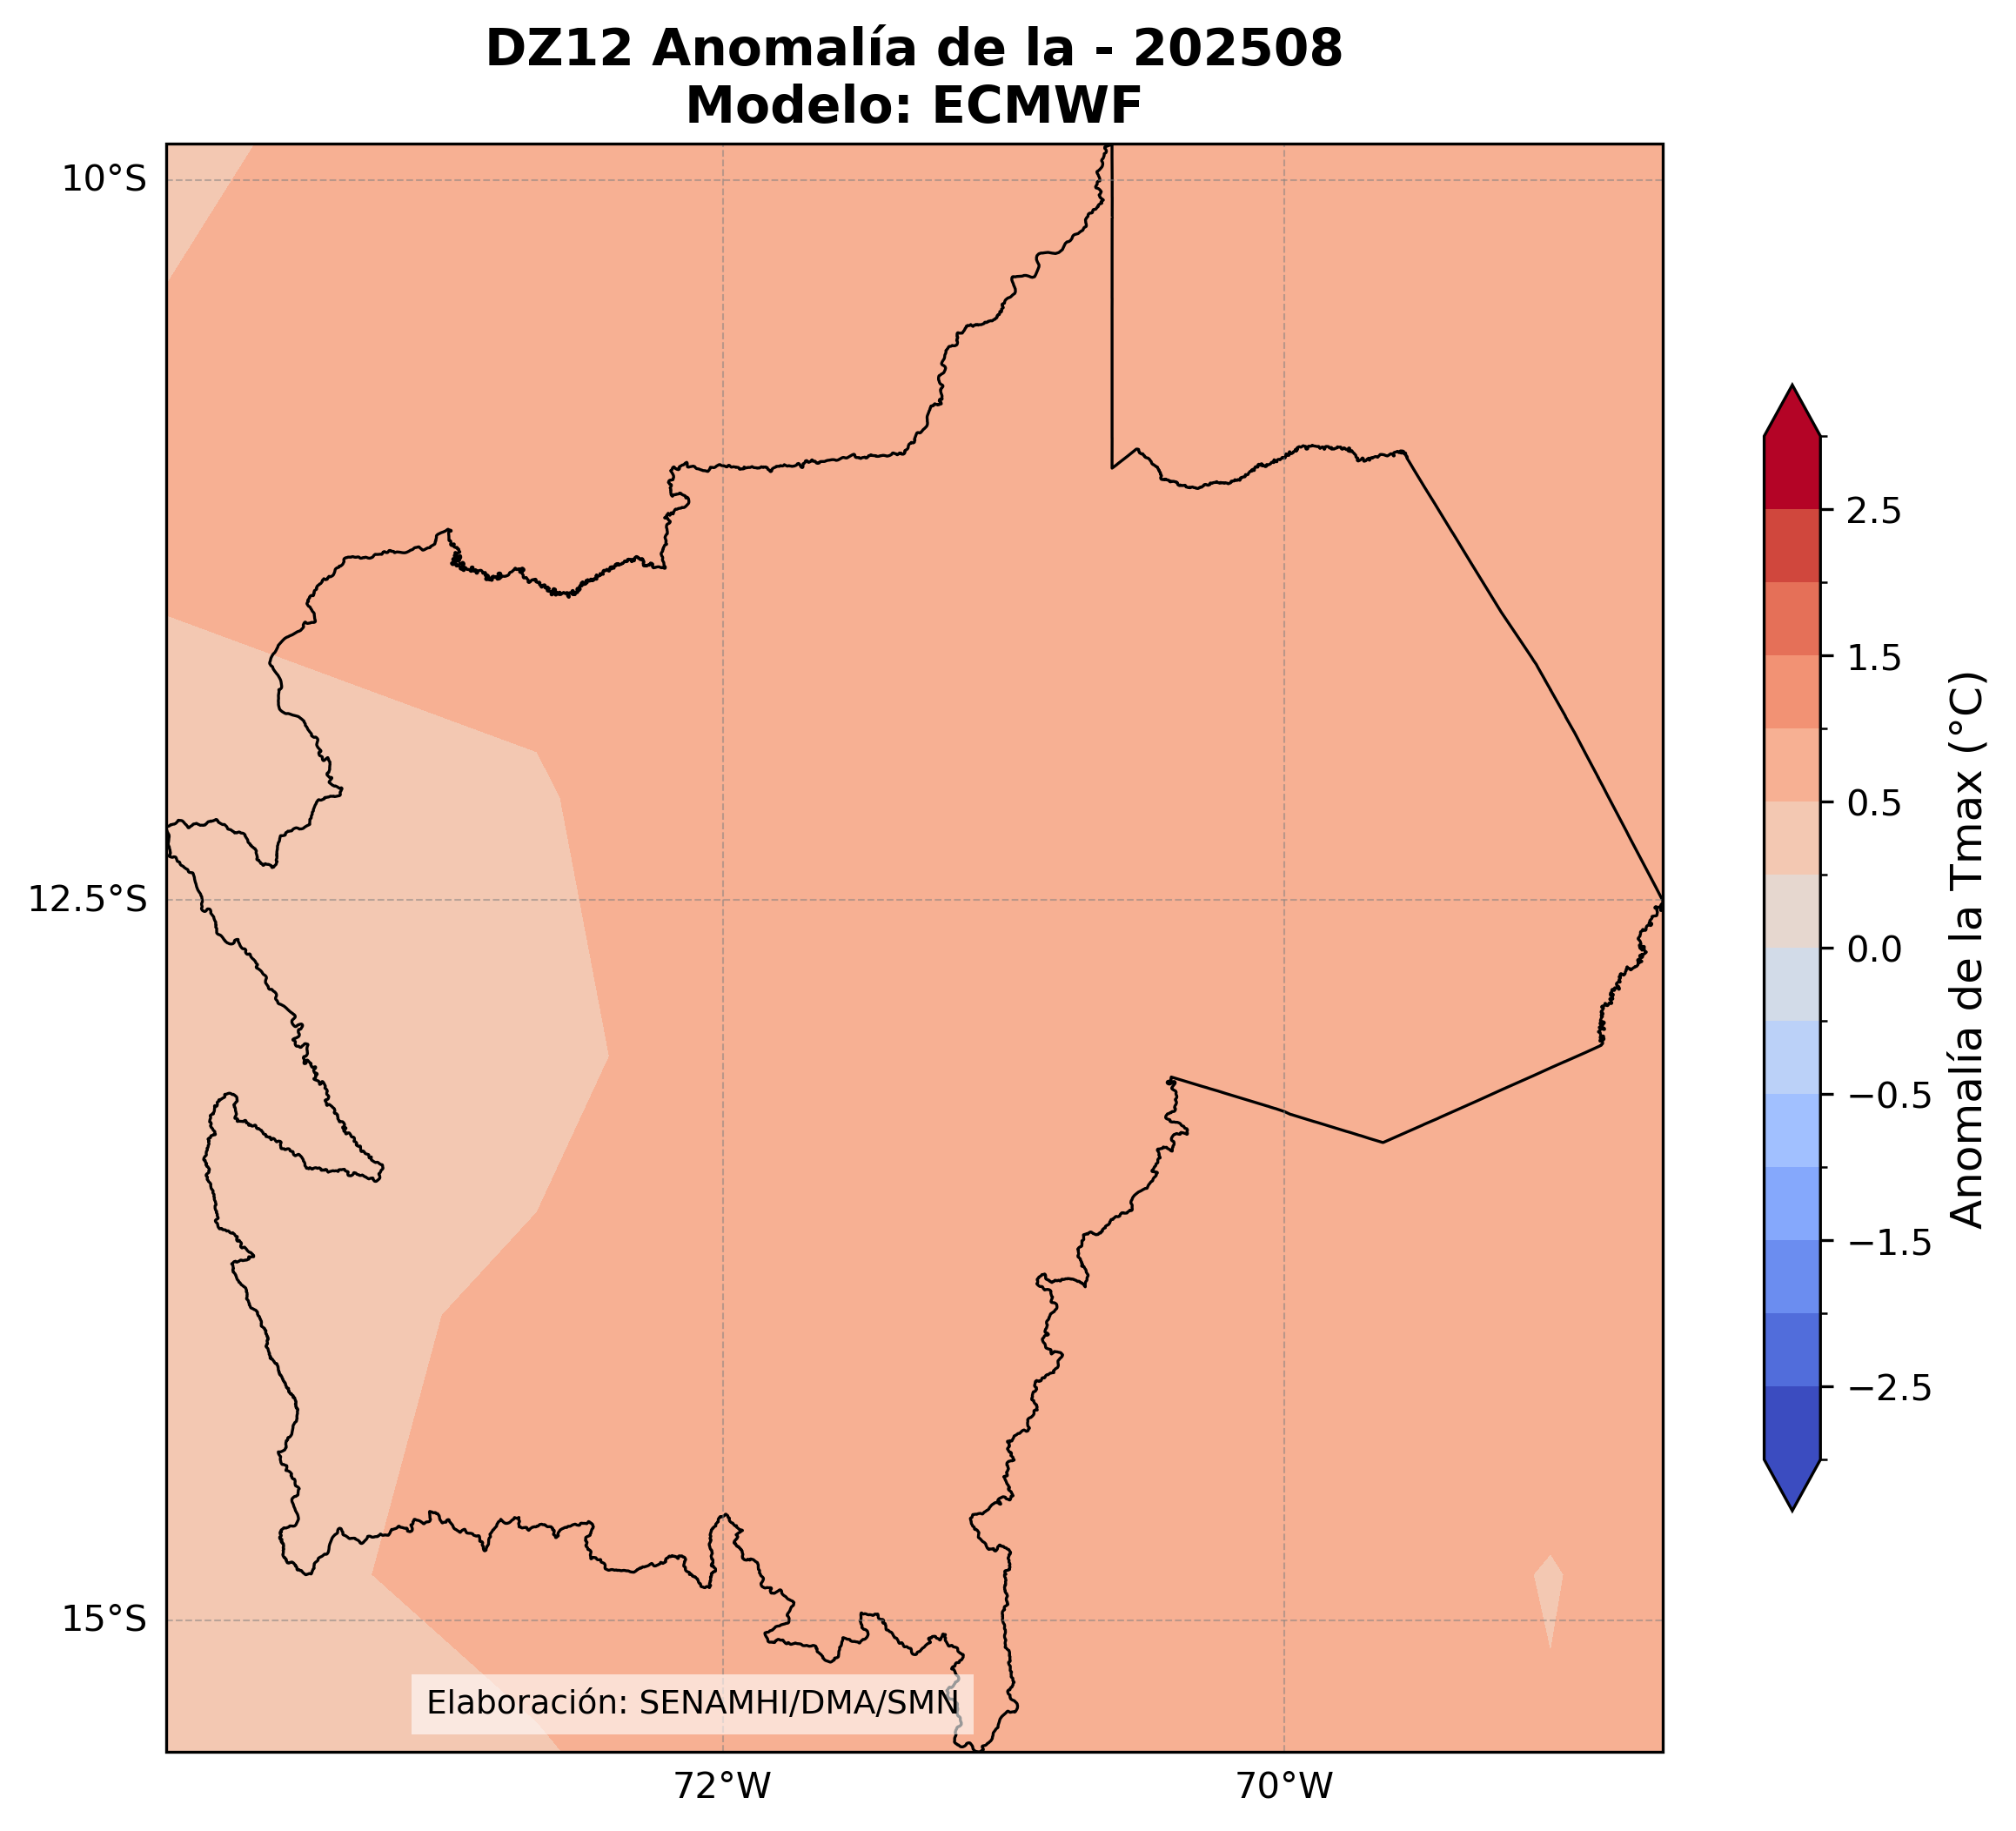 DZ12 Anomalía de la - 202508
Modelo: ECMWF
10°S
12.5°S
15°S
72°W
70°W
2.5
1.5
0.5
0.0
−0.5
−1.5
−2.5
Anomalía de la Tmax (°C)
Elaboración: SENAMHI/DMA/SMN